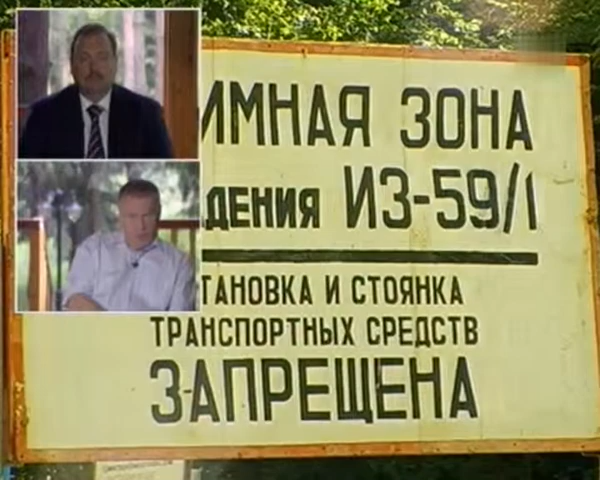 ИМНАЯ ЗОНА
ДЕНИЯ ИЗ-59/1
ТАНОВКА И СТОЯНКА
ТРАНСПОРТНЫХ СРЕДСТВ
ЗАПРЕЩЕНА